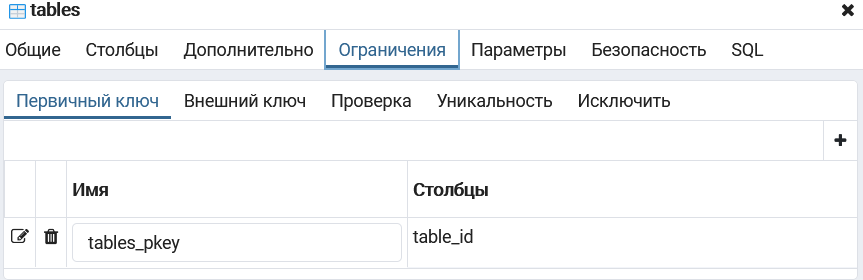 tables
Общие Столбцы Дополнительно Ограничения Параметры Безопасность SQL
Первичный ключ Внешний ключ Проверка Уникальность Исключить
Имя Столбцы
tables_pkey table_id